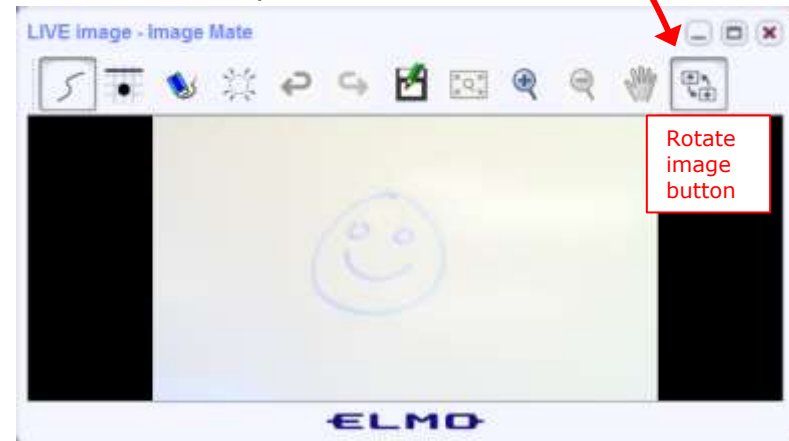 LIVE image - Image Mate
Rotate
image
button
ELMO